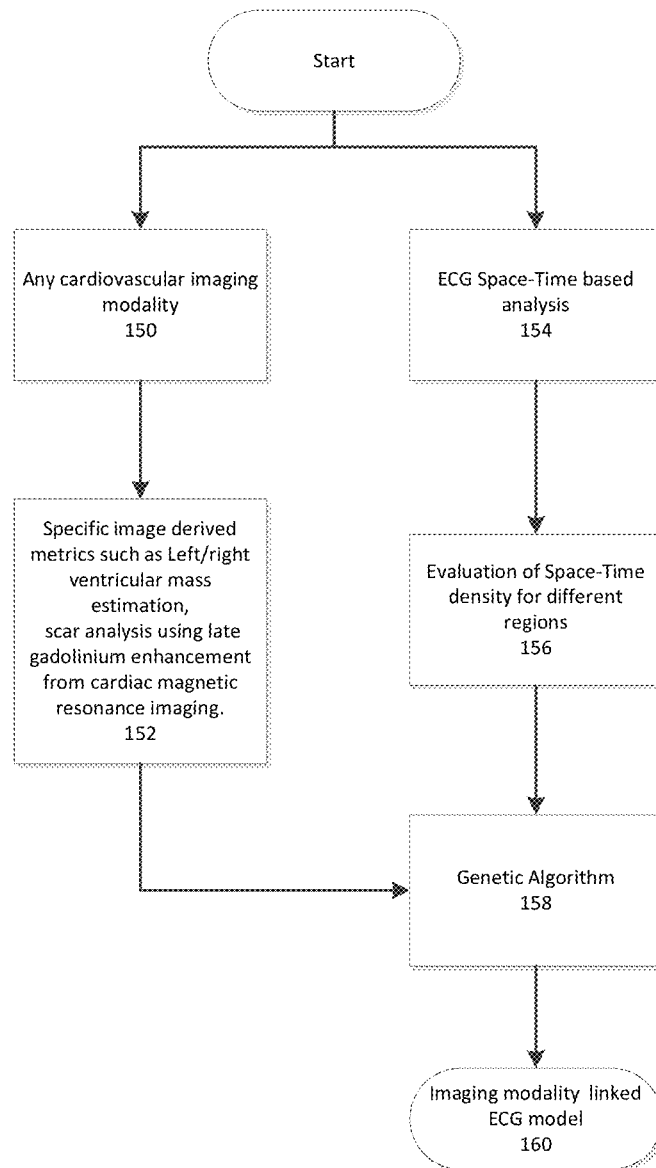 Start
Any cardiovascular imaging
modality
150
ECG Space-Time based
analysis
154
Specific image derived
metrics such as Left/right
ventricular mass
estimation,
scar analysis using late
gadolinium enhancement
from cardiac magnetic
resonance imaging.
152
Evaluation of Space-Time
density for different
regions
156
Genetic Algorithm
158
Imaging modality linked
ECG model
160